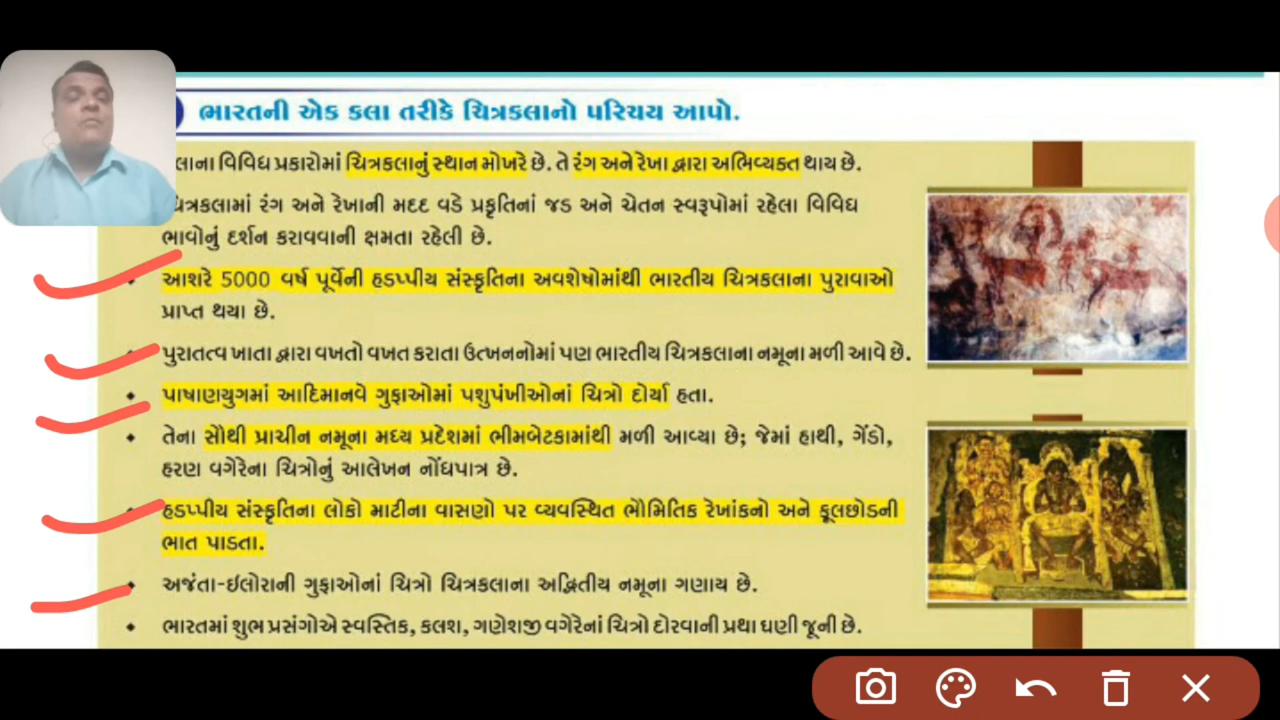 ભારતની એક કલા તરીકે ચિત્રકલાનો પરિચય આપો.
વિવિધ પ્રકારોમાં ચિત્રકલાનું સ્થાન મોખરે છે. તે રંગ અને રેખા દ્વારા અભિવ્યક્ત થાય છે.
રંગ અને રેખાની મદદ વડે પ્રકૃતિનાં જડ અને ચેતન સ્વરૂપોમાં રહેલા વિવિધ
ભાવોનું દર્શન કરાવવાની ક્ષમતા રહેલી છે.
આશરે 5000 વર્ષ પૂર્વેની હડપ્પીય સંસ્કૃતિના અવશેષોમાંથી ભારતીય ચિત્રકલાના પુરાવાઓ
પ્રાપ્ત થયા છે.
પુરાતત્વ ખાતા દ્વારા વખતો વખત કરાતા ઉત્ખનનોમાં પણ ભારતીય ચિત્રકલાના નમૂના મળી આવે છે.
◆ પાષાણયુગમાં આદિમાનવે ગુફાઓમાં પશુપંખીઓનાં ચિત્રો દોર્યા હતા.
◆ તેના સૌથી પ્રાચીન નમૂના મધ્ય પ્રદેશમાં ભીમબેટકામાંથી મળી આવ્યા છે; જેમાં હાથી, ગેંડો,
હરણ વગેરેના ચિત્રોનું આલેખન નોંધપાત્ર છે.
હડપ્પીય સંસ્કૃતિના લોકો માટીના વાસણો પર વ્યવસ્થિત ભૌમિતિક રેખાંકનો અને ફૂલછોડની
ભાત પાડતા.
◆ અજંતા-ઈલોરાની ગુફાઓનાં ચિત્રો ચિત્રકલાના અદ્વિતીય નમૂના ગણાય છે.
◆ ભારતમાં શુભ પ્રસંગોએ સ્વસ્તિક, કલશ, ગણેશજી વગેરેનાં ચિત્રો દોરવાની પ્રથા ઘણી જૂની છે.